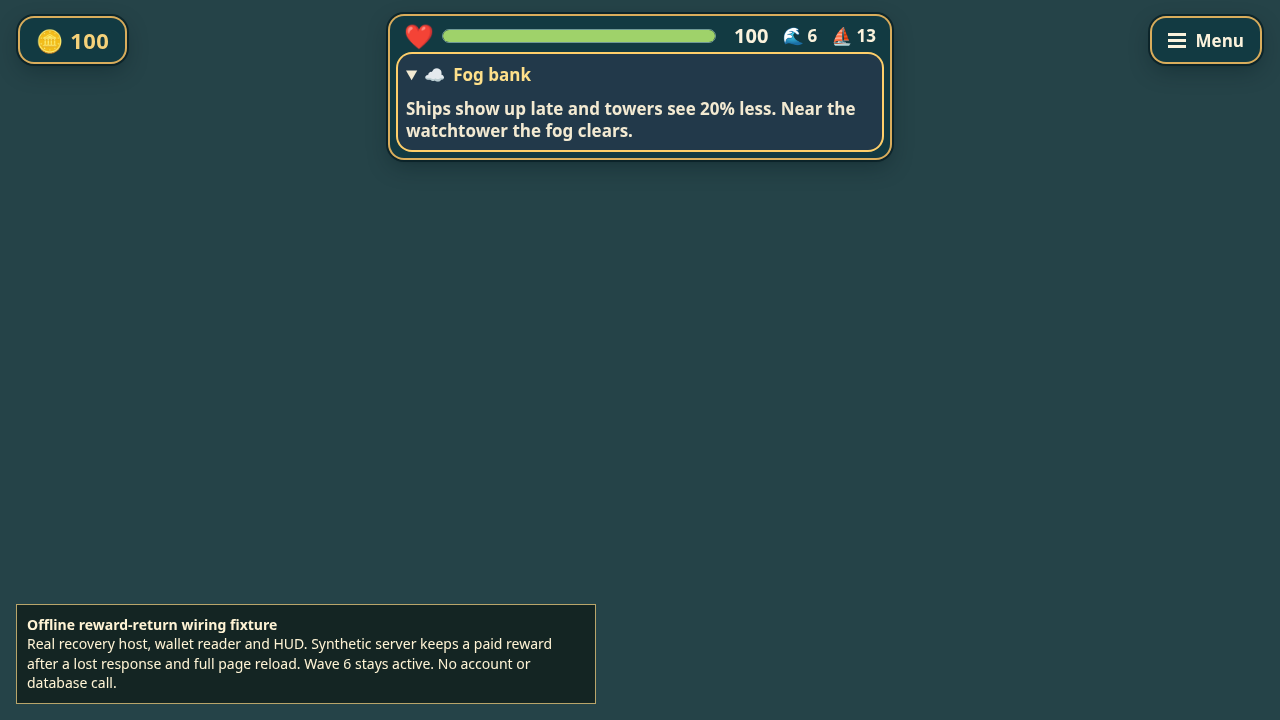 100
100 6 13
Menu
Fog bank
Ships show up late and towers see 20% less. Near the
watchtower the fog clears.
Offline reward-return wiring fixture
Real recovery host, wallet reader and HUD. Synthetic server keeps a paid reward
after a lost response and full page reload. Wave 6 stays active. No account or
database call.